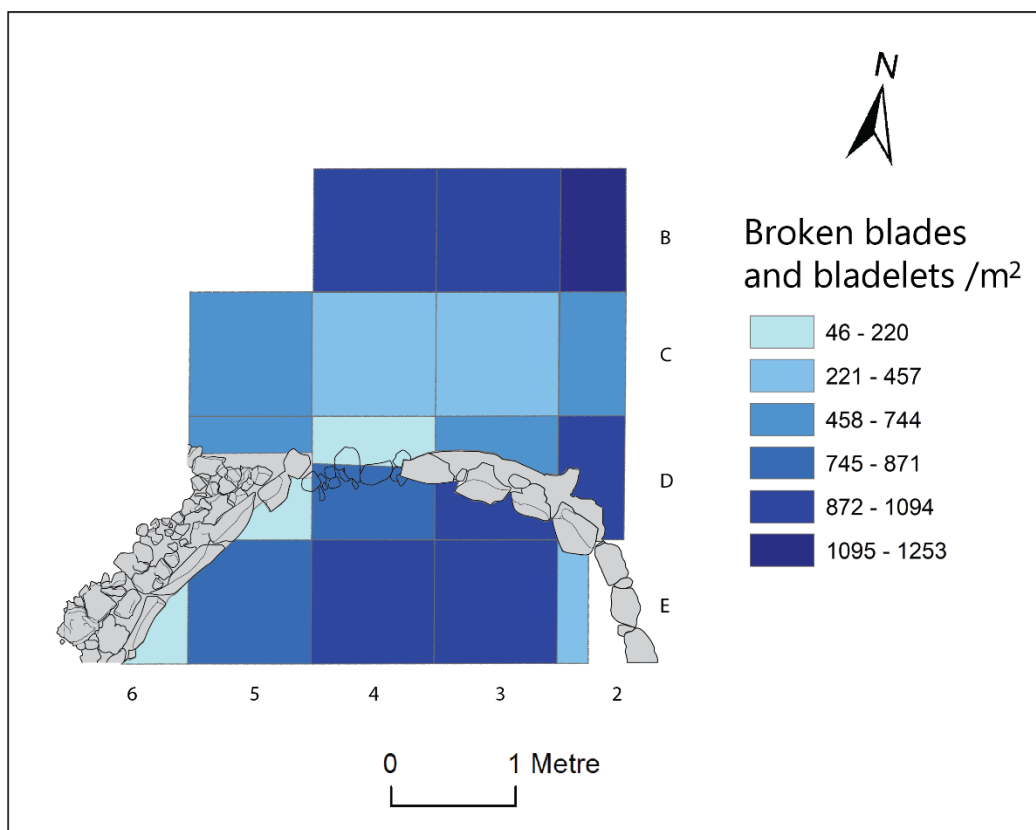 N
B
C
D
E
6 5 4 3 2
0 1 Metre
Broken blades
and bladelets /m²
46 - 220
221 - 457
458 - 744
745 - 871
872 - 1094
1095 - 1253